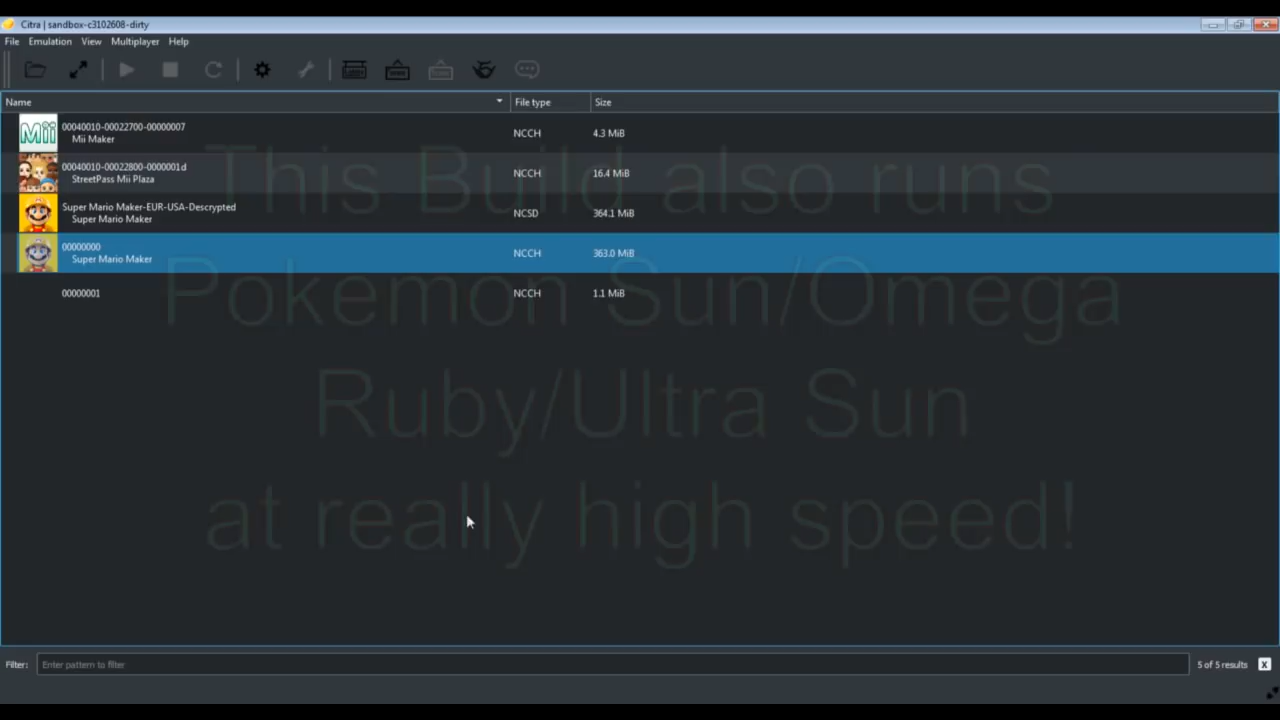 Citra | sandbox-c3102608-dirty
File Emulation View Multiplayer Help
Name File type Size
Mii 00040010-00022700-00000007
Mii Maker NCCH 4.3 MiB
00040010-00022800-0000001d
StreetPass Mii Plaza NCCH 16.4 MiB
Super Mario Maker-EUR-USA-Descrypted
Super Mario Maker NCSD 364.1 MiB
00000000
Super Mario Maker NCCH 363.0 MiB
00000001 NCCH 1.1 MiB
This Build also runs
Pokemon Sun/Omega
Ruby/Ultra Sun
at really high speed!
Filter: Enter pattern to filter 5 of 5 results X